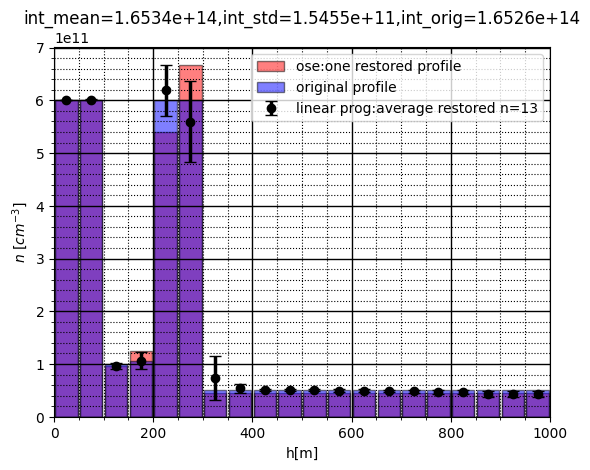 int_mean=1.6534e+14,int_std=1.5455e+11,int_orig=1.6526e+14
1e11
ose:one restored profile
original profile
linear prog:average restored n=13
7
6
5
4
3
2
1
0
n [cm⁻³]
0 200 400 600 800 1000
h[m]